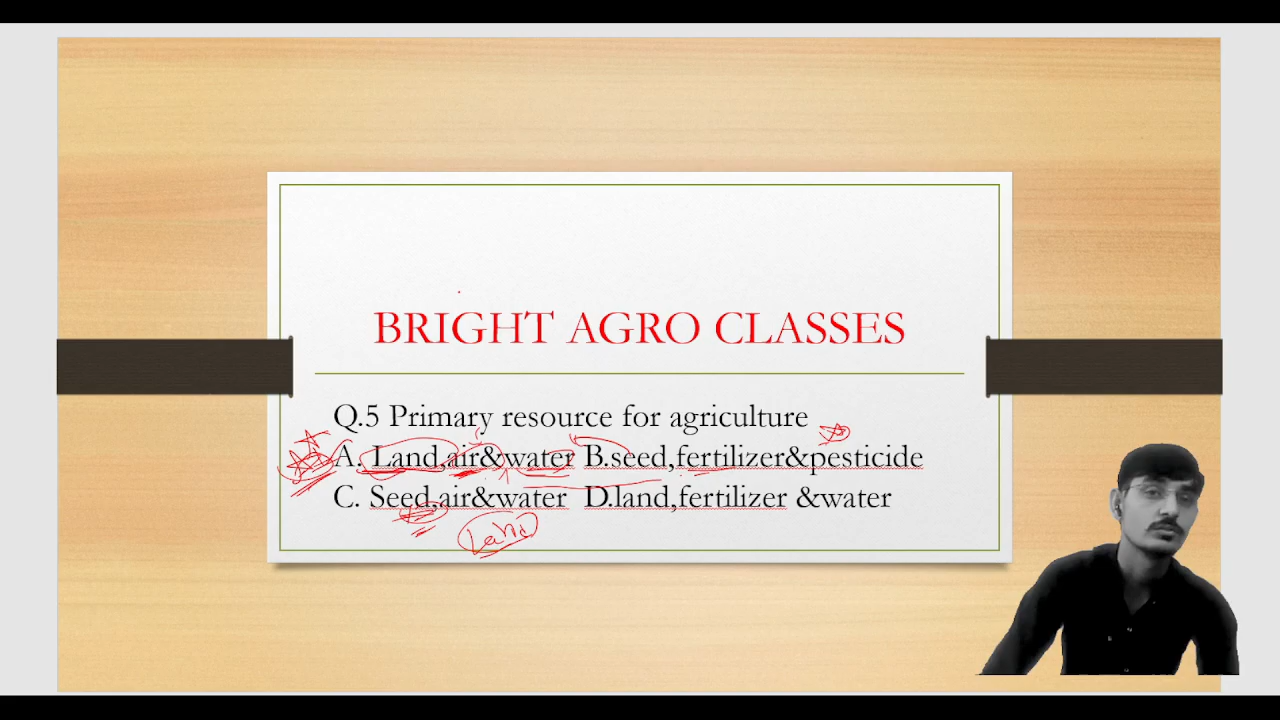 BRIGHT AGRO CLASSES
Q.5 Primary resource for agriculture
A. Land,air&water B.seed,fertilizer&pesticide
C. Seed,air&water D.land,fertilizer &water
Land